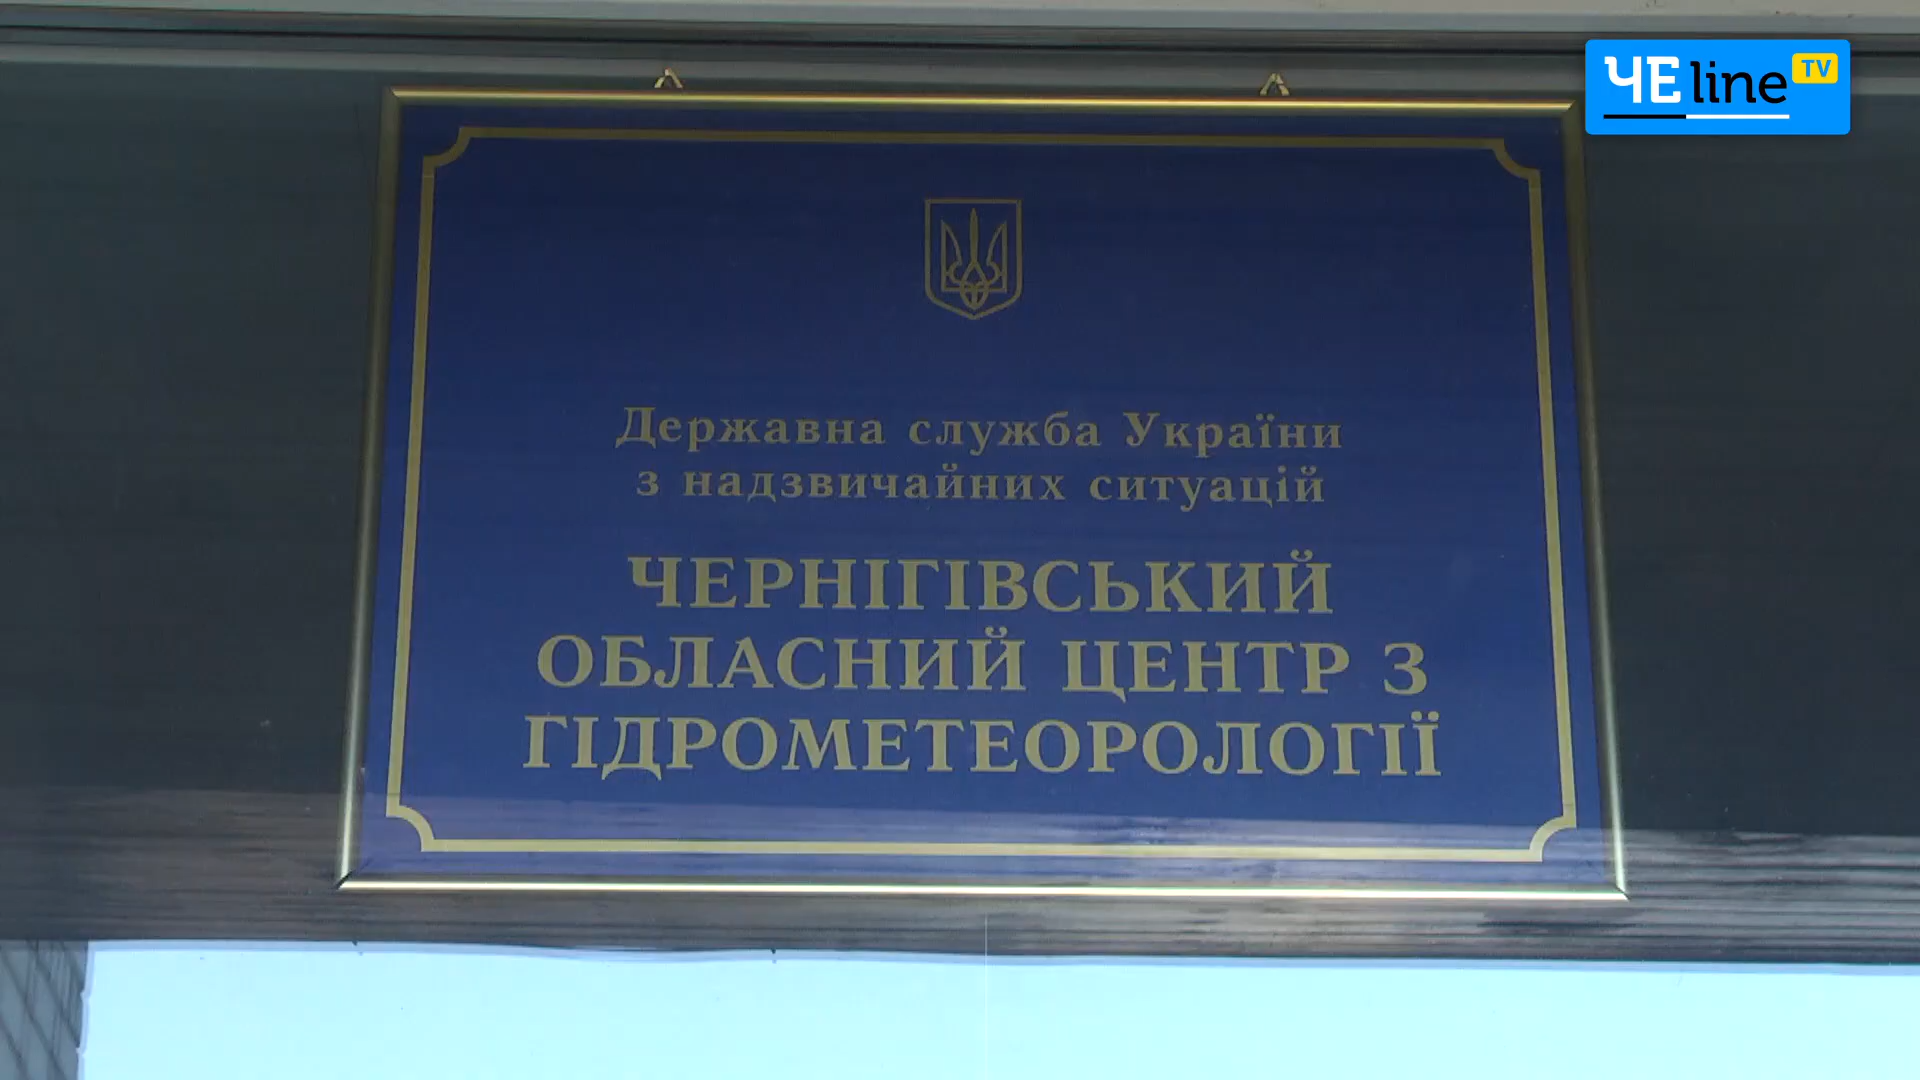 ЧЕline TV
Державна служба України
з надзвичайних ситуацій
ЧЕРНІГІВСЬКИЙ
ОБЛАСНИЙ ЦЕНТР З
ГІДРОМЕТЕОРОЛОГІЇ